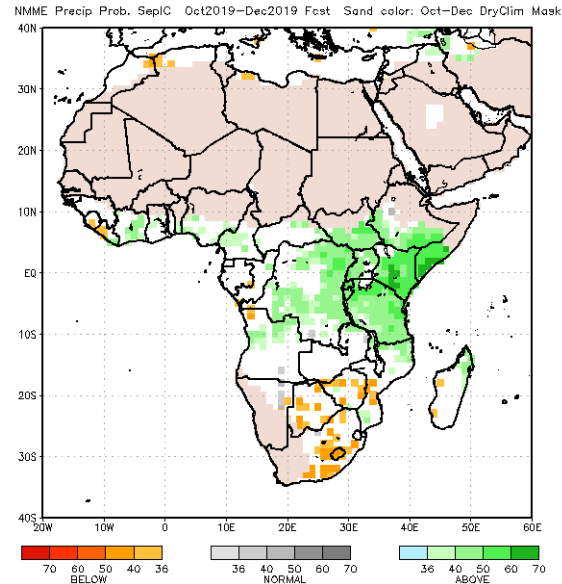 NMME Precip Prob. SepIC Oct2019-Dec2019 Fcst Sand color: Oct-Dec DryClim Mask
40N
30N
20N
10N
EQ
10S
20S
30S
40S
20W 10W 0 10E 20E 30E 40E 50E 60E
70 60 50 40 36
36 40 50 60 70
36 40 50 60 70
BELOW NORMAL ABOVE